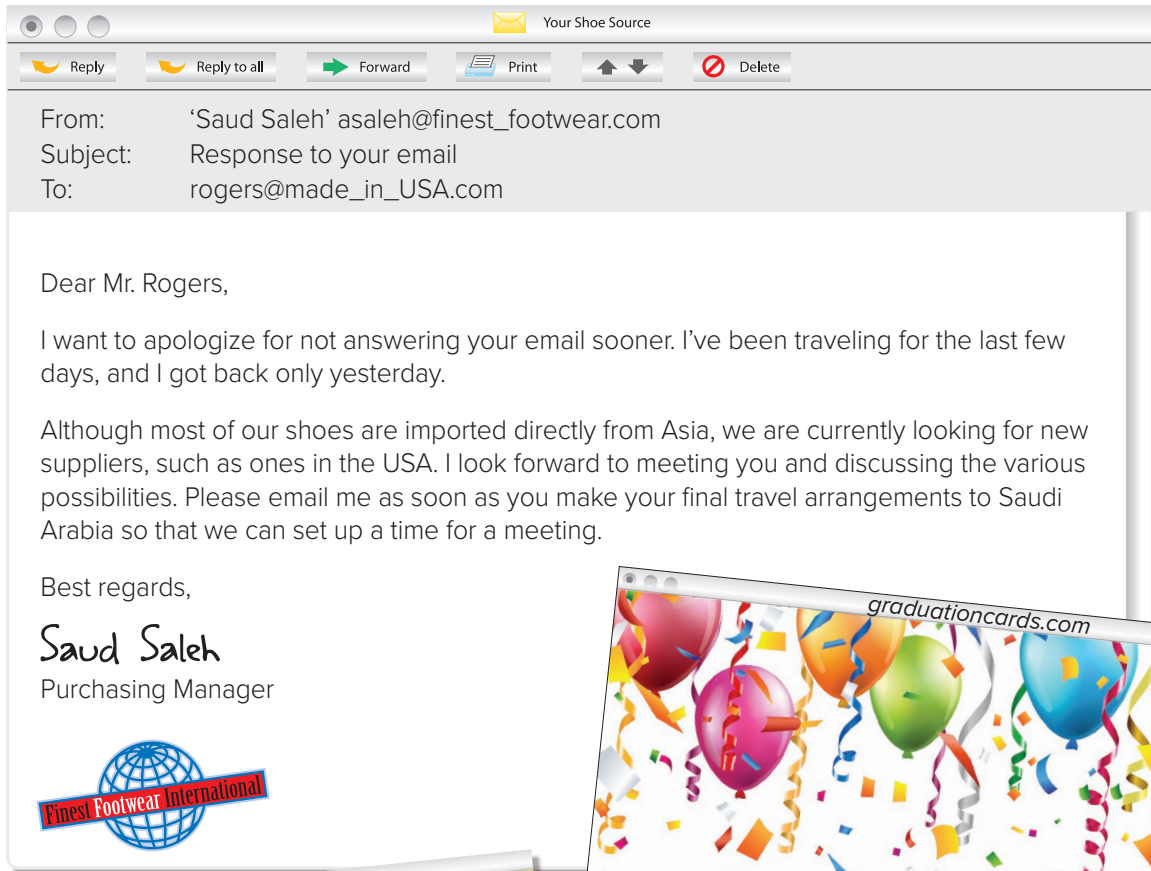 Your Shoe Source
Reply
Reply to all
Forward
Print
Delete
From: ‘Saud Saleh’ asaleh@finest_footwear.com
Subject: Response to your email
To: rogers@made_in_USA.com
Dear Mr. Rogers,
I want to apologize for not answering your email sooner. I’ve been traveling for the last few
days, and I got back only yesterday.
Although most of our shoes are imported directly from Asia, we are currently looking for new
suppliers, such as ones in the USA. I look forward to meeting you and discussing the various
possibilities. Please email me as soon as you make your final travel arrangements to Saudi
Arabia so that we can set up a time for a meeting.
Best regards,
Saud Saleh
Purchasing Manager
Finest Footwear International
graduationcards.com